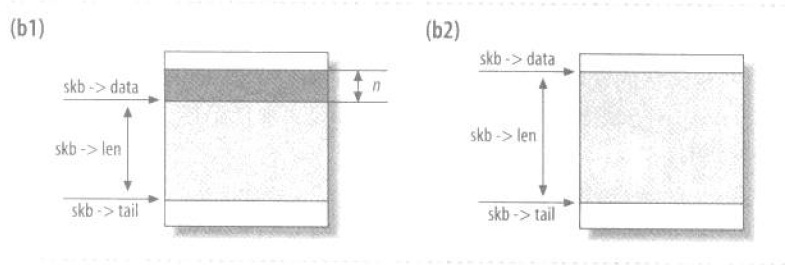 (b1)
skb -> data
n
skb -> len
skb -> tail
(b2)
skb -> data
skb -> len
skb -> tail